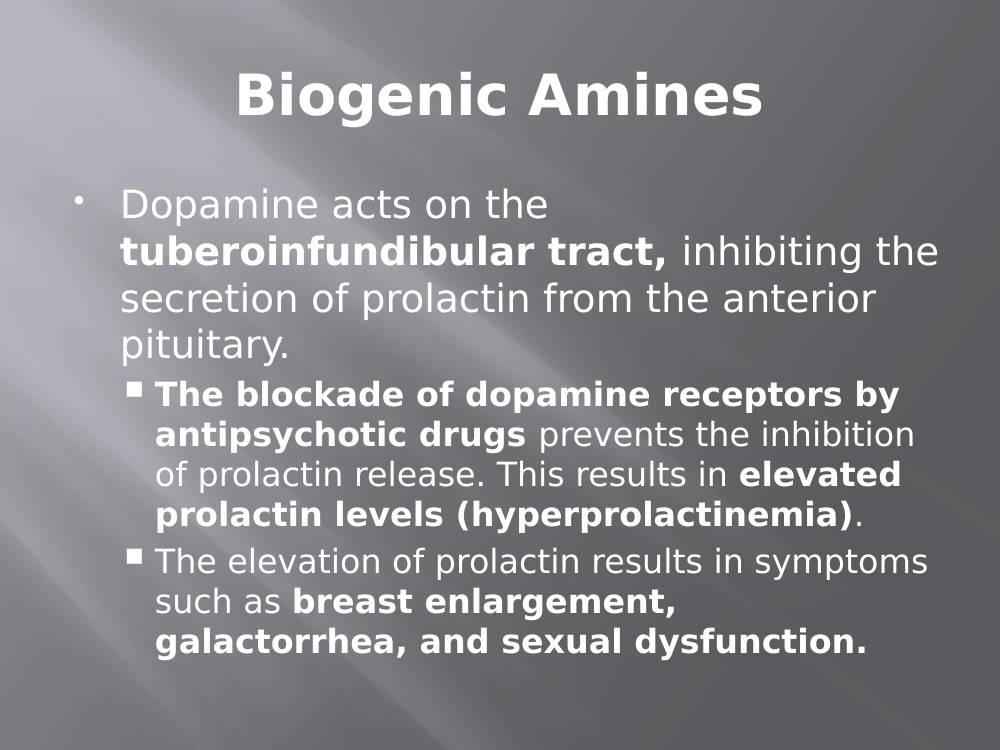 Biogenic Amines
• Dopamine acts on the
tuberoinfundibular tract, inhibiting the
secretion of prolactin from the anterior
pituitary.
▪ The blockade of dopamine receptors by
antipsychotic drugs prevents the inhibition
of prolactin release. This results in elevated
prolactin levels (hyperprolactinemia).
▪ The elevation of prolactin results in symptoms
such as breast enlargement,
galactorrhea, and sexual dysfunction.